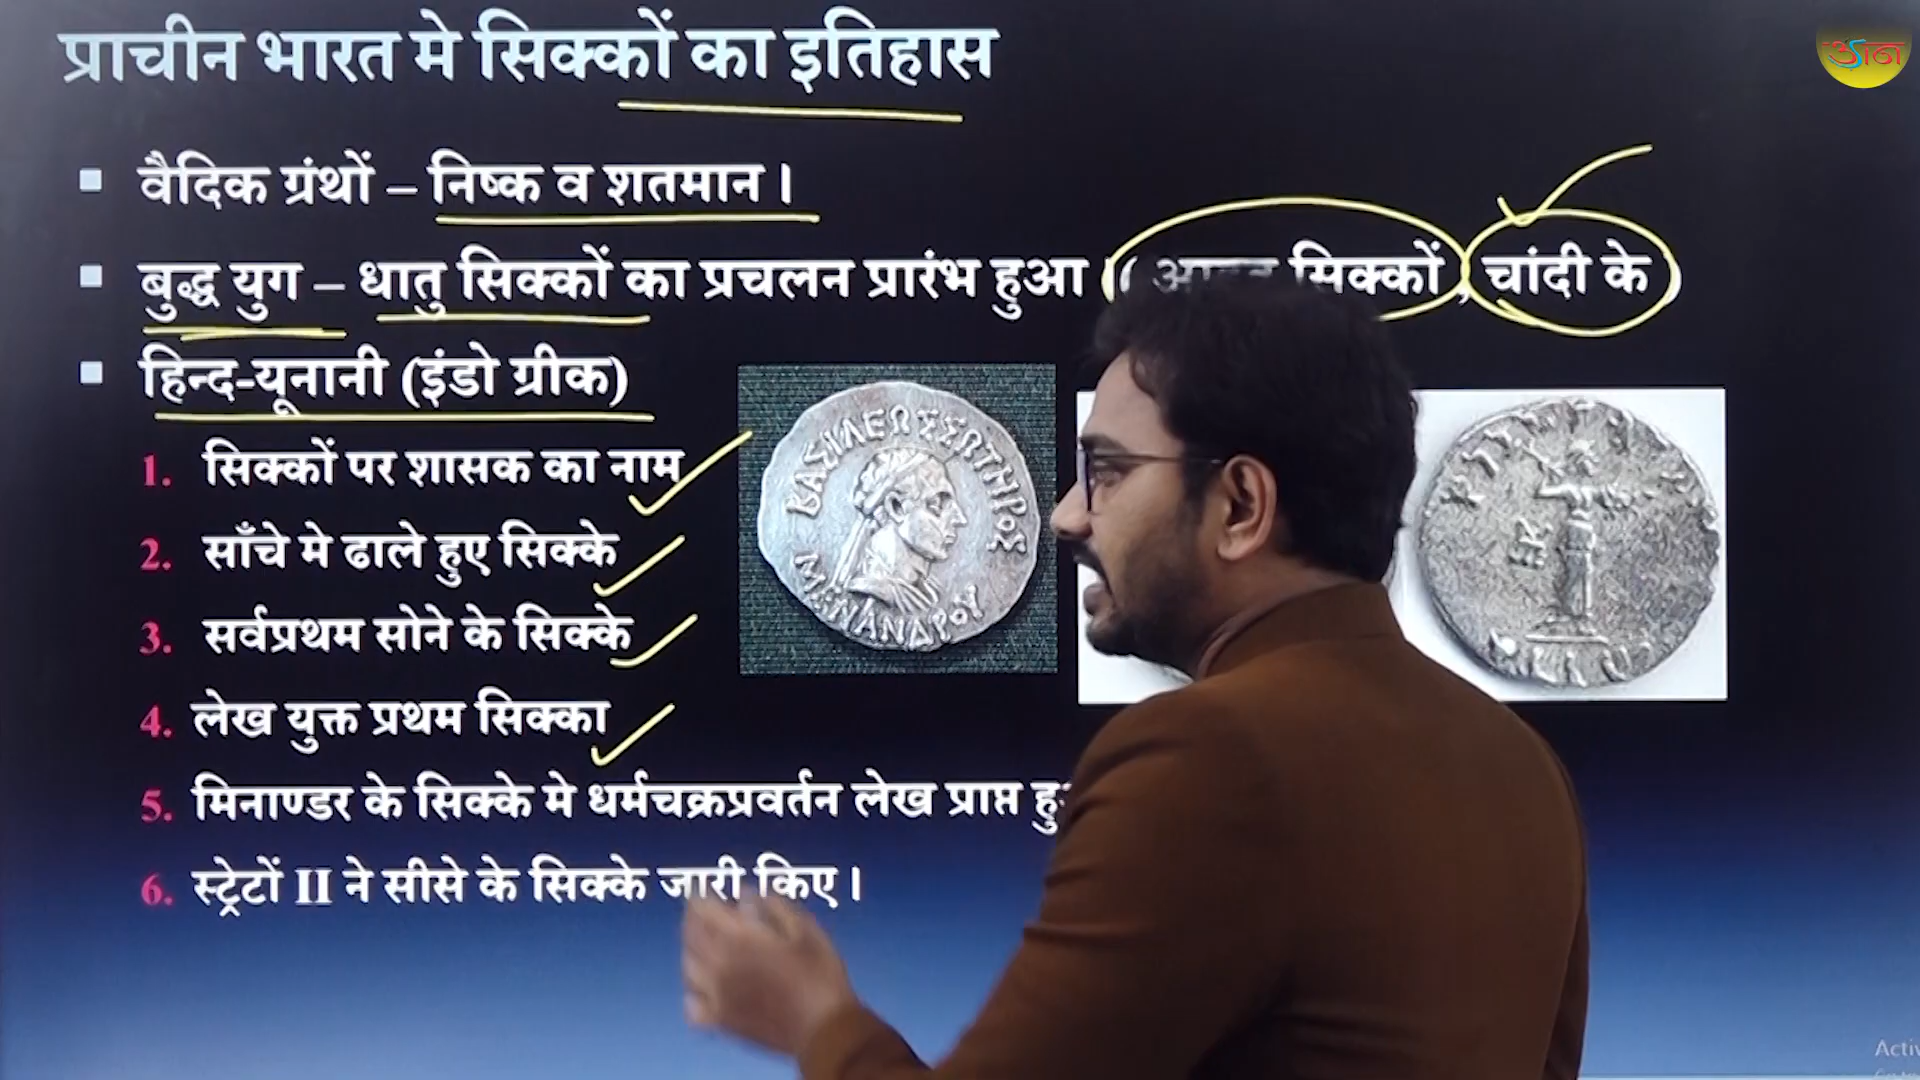 प्राचीन भारत मे सिक्कों का इतिहास
वैदिक ग्रंथों – निष्क व शतमान ।
बुद्ध युग – धातु सिक्कों का प्रचलन प्रारंभ हुआ सिक्कों , चांदी के )
हिन्द-यूनानी (इंडो ग्रीक)
1. सिक्कों पर शासक का नाम
2. साँचे मे ढाले हुए सिक्के
3. सर्वप्रथम सोने के सिक्के
4. लेख युक्त प्रथम सिक्का
5. मिनाण्डर के सिक्के मे धर्मचक्रप्रवर्तन लेख प्राप्त
6. स्ट्रेटों II ने सीसे के सिक्के जारी किए ।
ΒΑΣΙΛΕΩΣ ΣΩΤΗΡΟΣ
ΜΕΝΑΝΔΡΟΥ